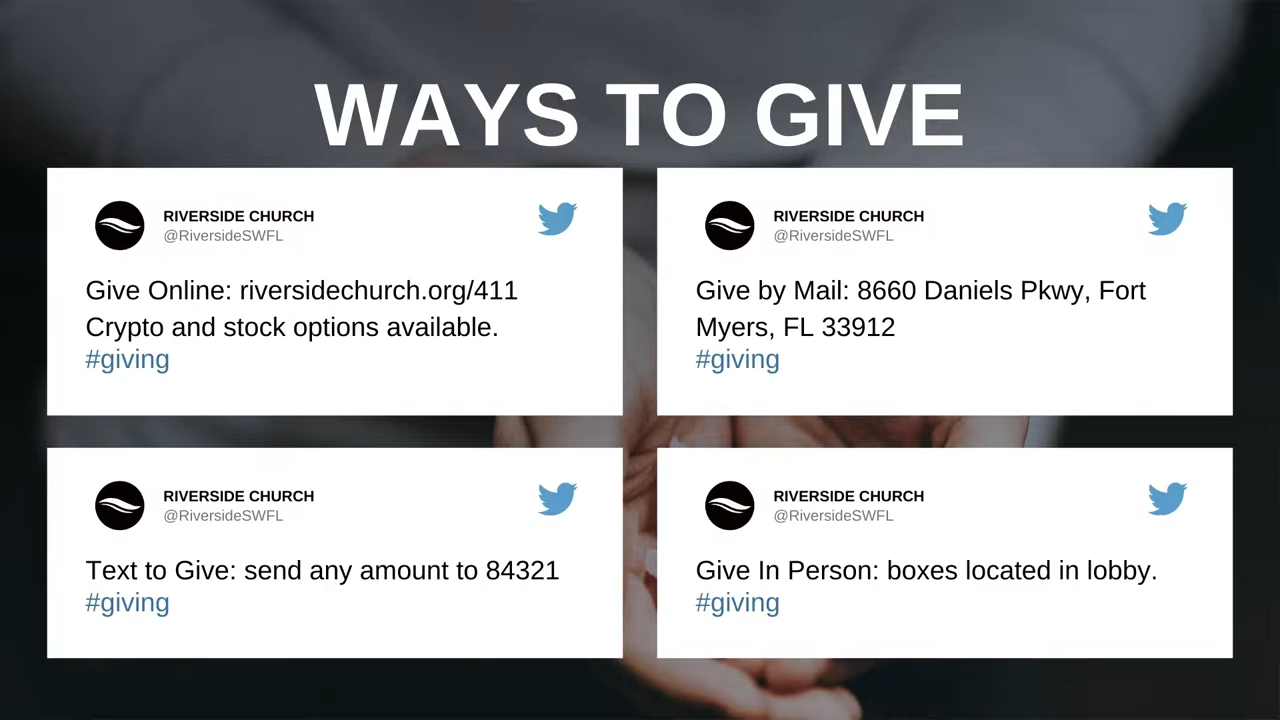 WAYS TO GIVE
RIVERSIDE CHURCH
@RiversideSWFL
Give Online: riversidechurch.org/411
Crypto and stock options available.
#giving
RIVERSIDE CHURCH
@RiversideSWFL
Give by Mail: 8660 Daniels Pkwy, Fort
Myers, FL 33912
#giving
RIVERSIDE CHURCH
@RiversideSWFL
Text to Give: send any amount to 84321
#giving
RIVERSIDE CHURCH
@RiversideSWFL
Give In Person: boxes located in lobby.
#giving